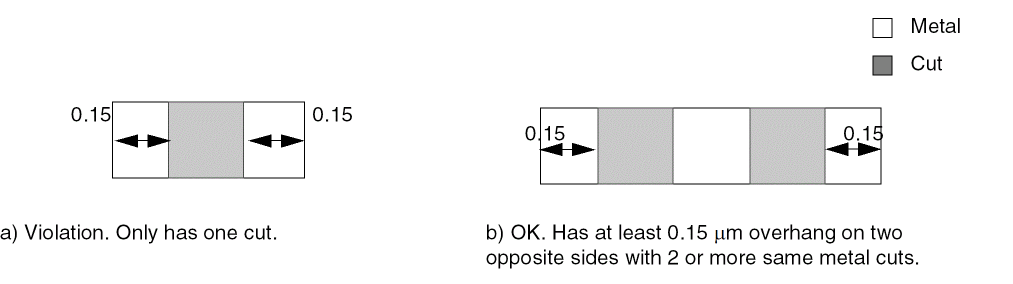 Metal
Cut
0.15
0.15
a) Violation. Only has one cut.
0.15
0.15
b) OK. Has at least 0.15 μm overhang on two
opposite sides with 2 or more same metal cuts.